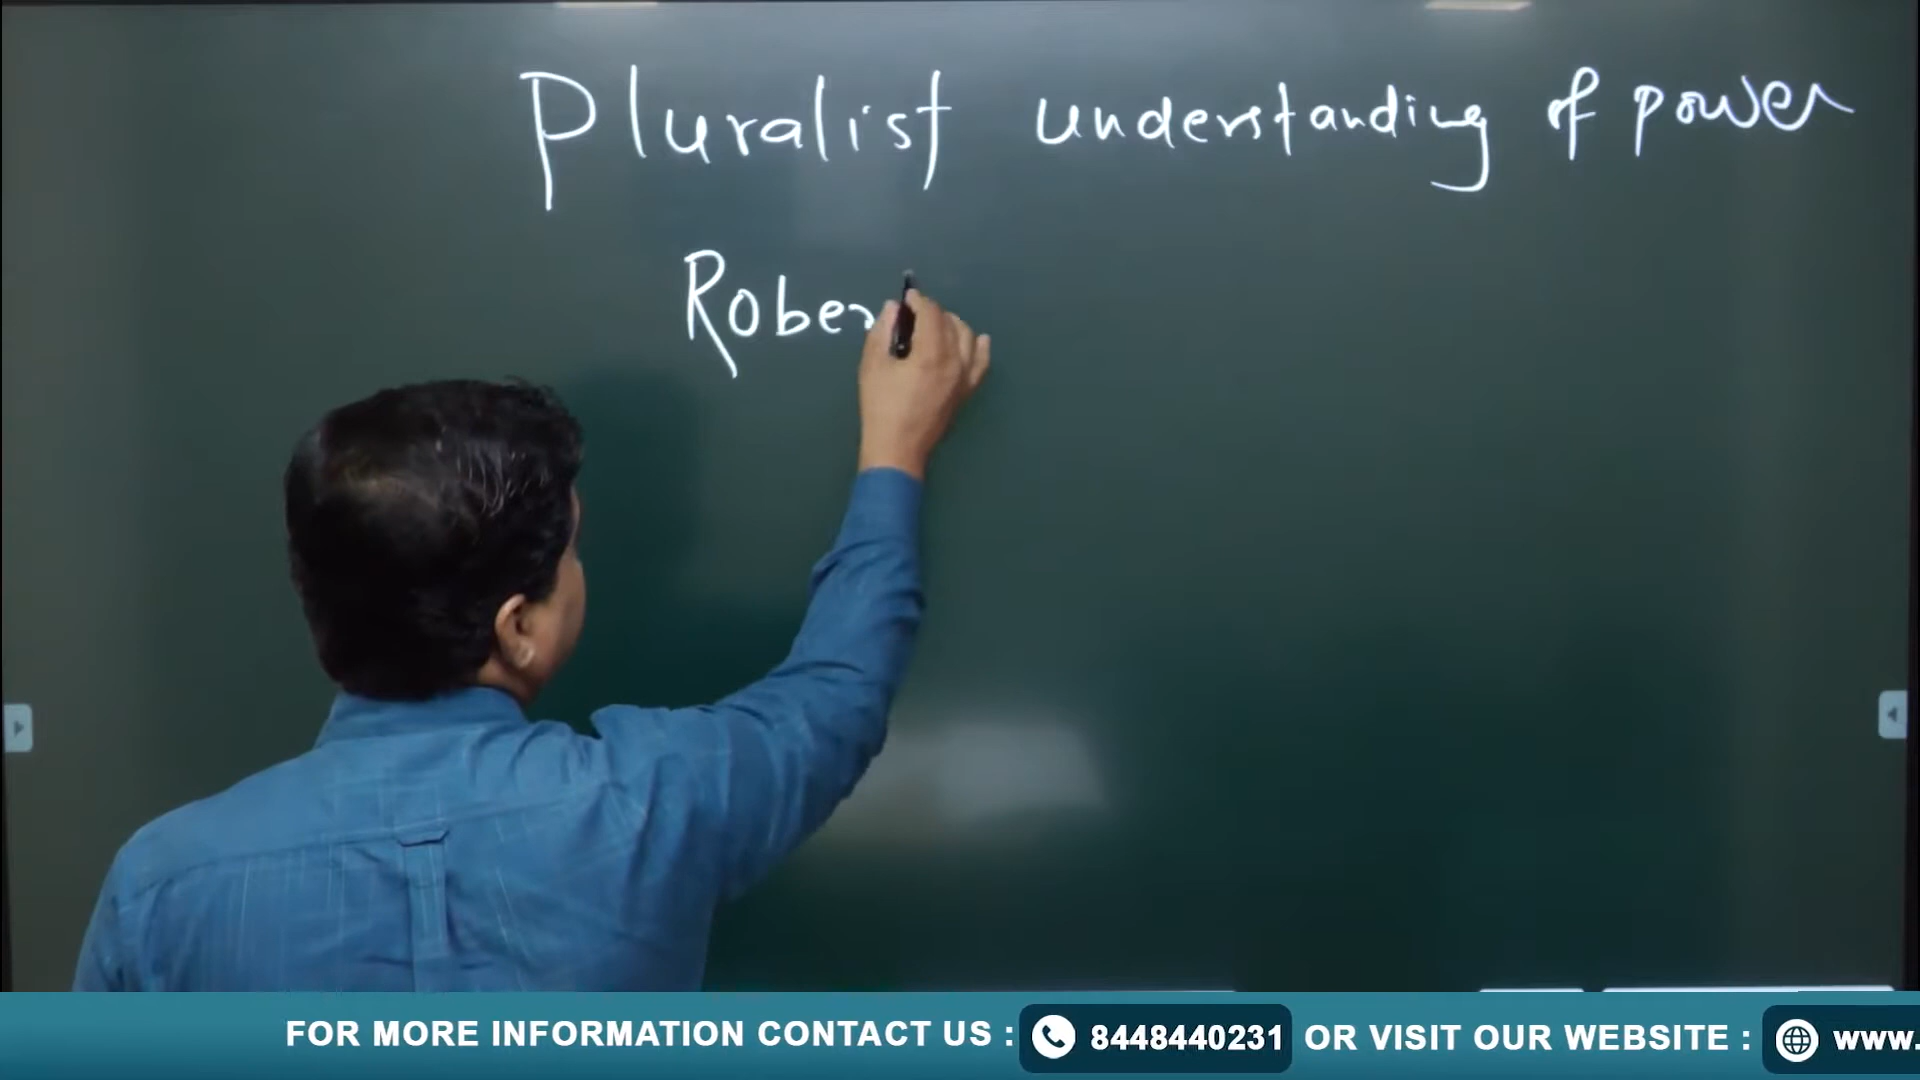 Pluralist understanding of power
Rober
FOR MORE INFORMATION CONTACT US : 8448440231 OR VISIT OUR WEBSITE : www.